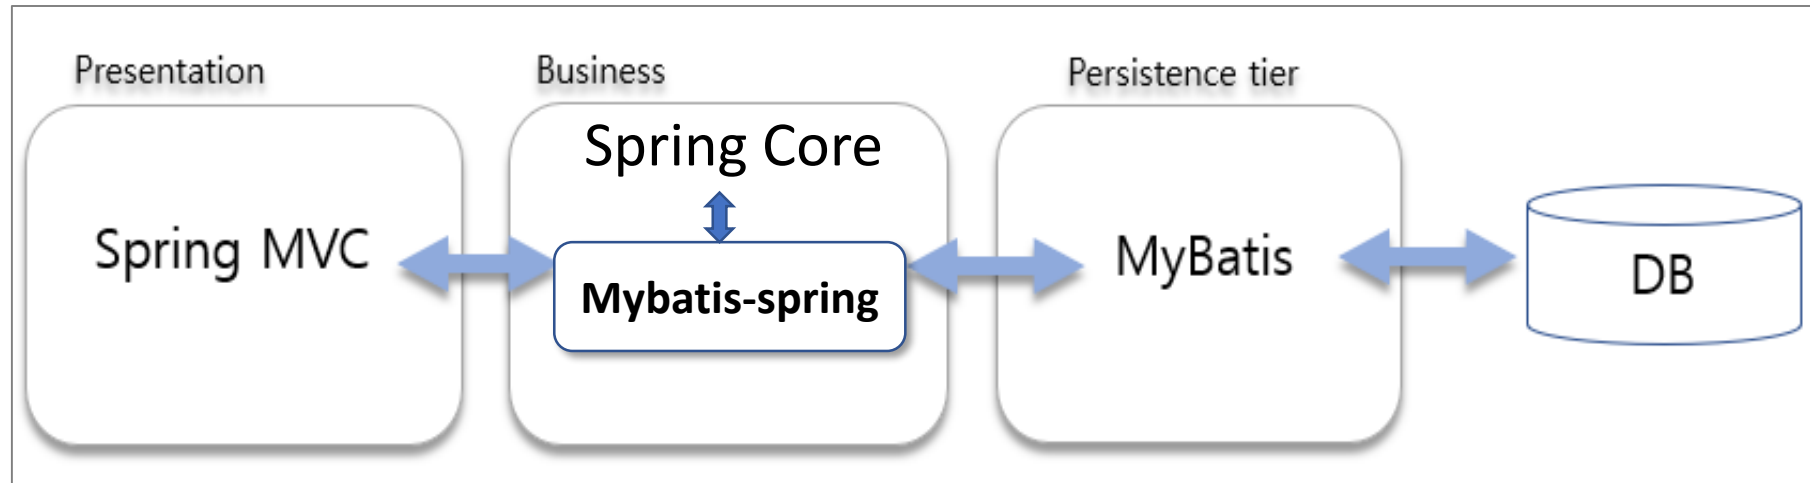 Presentation
Business
Persistence tier
Spring Core
Spring MVC
Mybatis-spring
MyBatis
DB